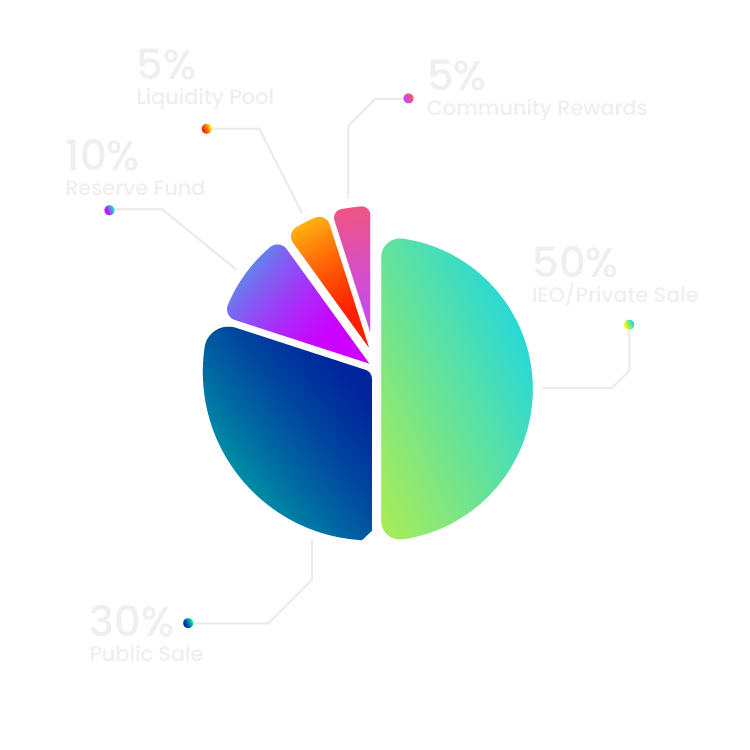 5%
Liquidity Pool
5%
Community Rewards
10%
Reserve Fund
50%
IEO/Private Sale
30%
Public Sale